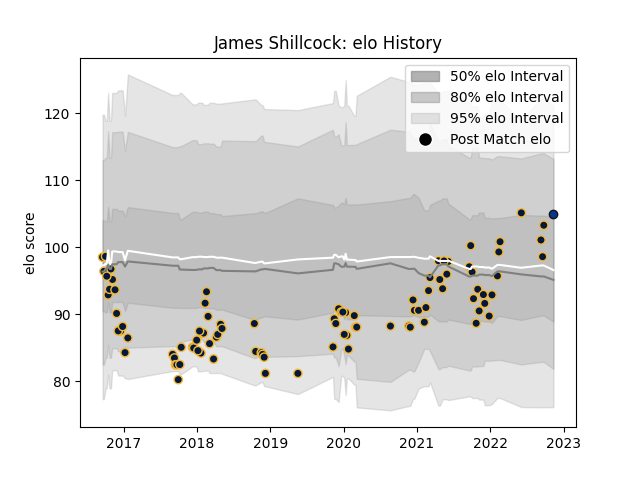 James Shillcock: elo History
50% elo Interval
80% elo Interval
95% elo Interval
Post Match elo
elo score
120
110
100
90
80
2017
2018
2019
2020
2021
2022
2023